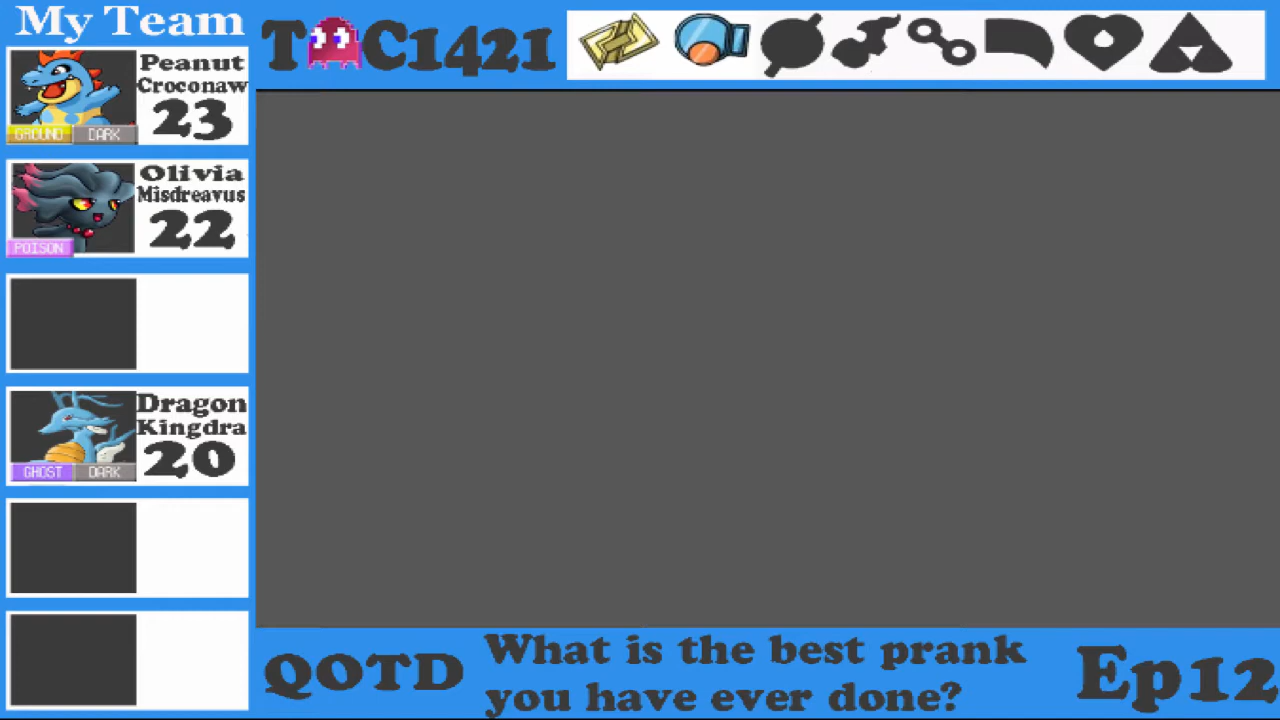 My Team
T C1421
Peanut
Croconaw
23
GROUND DARK
Olivia
Misdreavus
22
POISON
Dragon
Kingdra
20
GHOST DARK
QOTD
What is the best prank
you have ever done?
Ep12